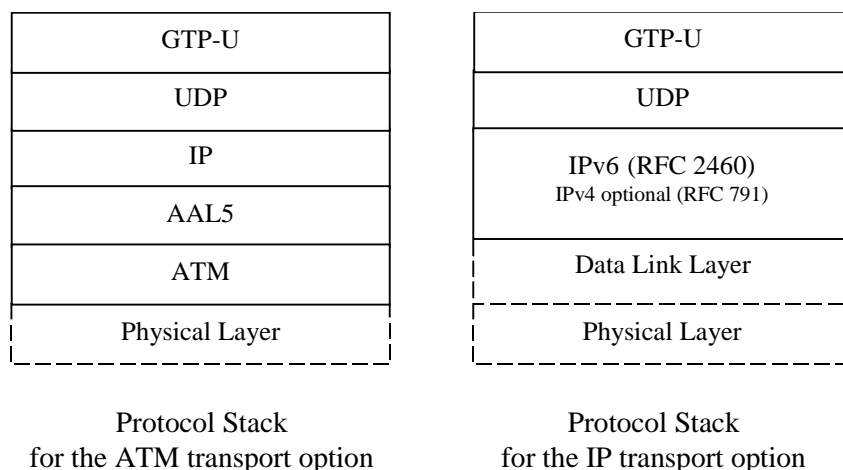 GTP-U
UDP
IP
AAL5
ATM
Physical Layer
Protocol Stack
for the ATM transport option
GTP-U
UDP
IPv6 (RFC 2460)
IPv4 optional (RFC 791)
Data Link Layer
Physical Layer
Protocol Stack
for the IP transport option